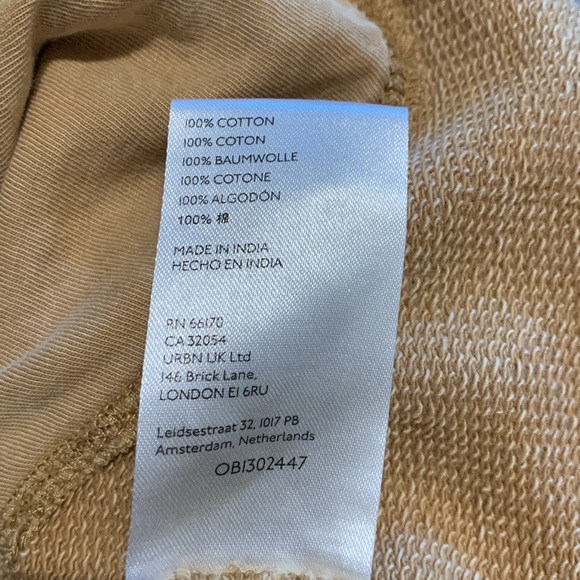 100% COTTON
100% COTON
100% BAUMWOLLE
100% COTONE
100% ALGODÓN
100% 棉
MADE IN INDIA
HECHO EN INDIA
RN 66170
CA 32054
URBN UK Ltd
146 Brick Lane,
LONDON E1 6RU
Leidsestraat 32, 1017 PB
Amsterdam, Netherlands
OB1302447